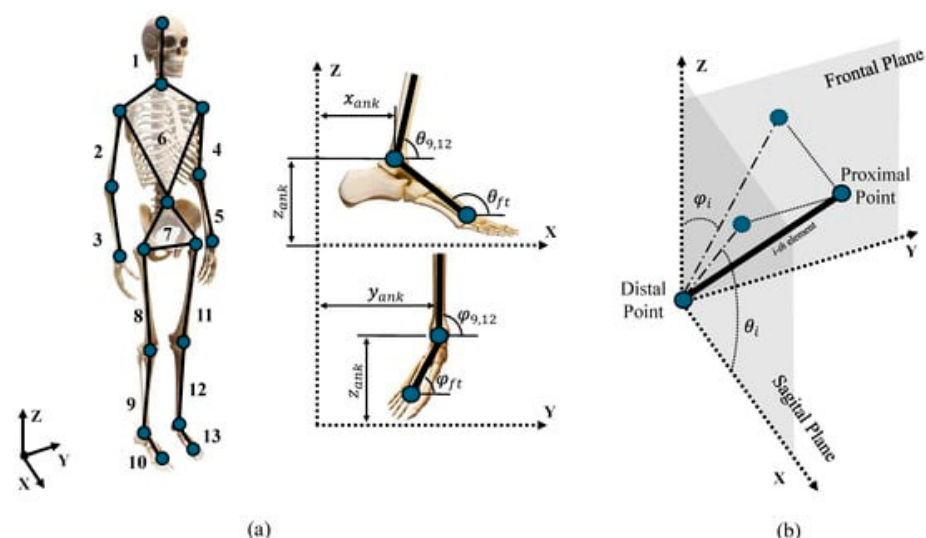 1
2
6
4
3
7
5
8
11
9
12
10
13
Z
Y
X
Z
x_ank
θ_9,12
z_ank
θ_ft
X
y_ank
φ_9,12
z_ank
φ_ft
Y
Z
Frontal Plane
φ_i
Proximal
Point
i-th element
Y
Distal
Point
θ_i
Sagital Plane
X
(a)
(b)